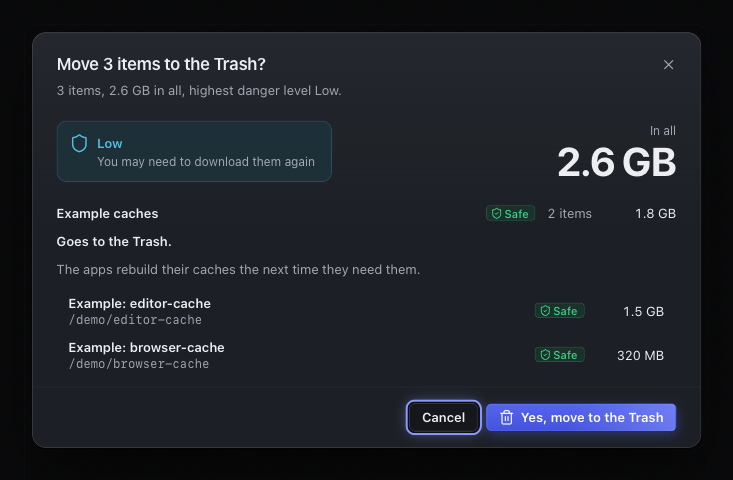 Move 3 items to the Trash?
3 items, 2.6 GB in all, highest danger level Low.
Low
You may need to download them again
In all
2.6 GB
Example caches Safe 2 items 1.8 GB
Goes to the Trash.
The apps rebuild their caches the next time they need them.
Example: editor-cache
/demo/editor-cache
Safe 1.5 GB
Example: browser-cache
/demo/browser-cache
Safe 320 MB
Cancel Yes, move to the Trash